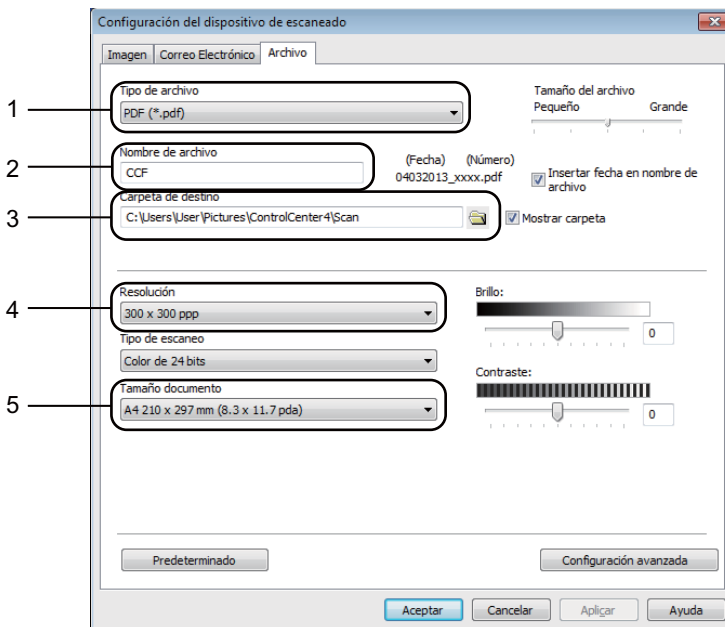 Configuración del dispositivo de escaneado
Imagen Correo Electrónico Archivo
1
Tipo de archivo
PDF (*.pdf)
Tamaño del archivo
Pequeño Grande
2
Nombre de archivo
CCF
(Fecha) (Número)
04032013_xxxx.pdf
Insertar fecha en nombre de
archivo
3
Carpeta de destino
C:\Users\User\Pictures\ControlCenter4\Scan
Mostrar carpeta
4
Resolución
300 x 300 ppp
Tipo de escaneo
Color de 24 bits
5
Tamaño documento
A4 210 x 297 mm (8.3 x 11.7 pda)
Brillo:
0
Contraste:
0
Predeterminado
Configuración avanzada
Aceptar Cancelar Aplicar Ayuda